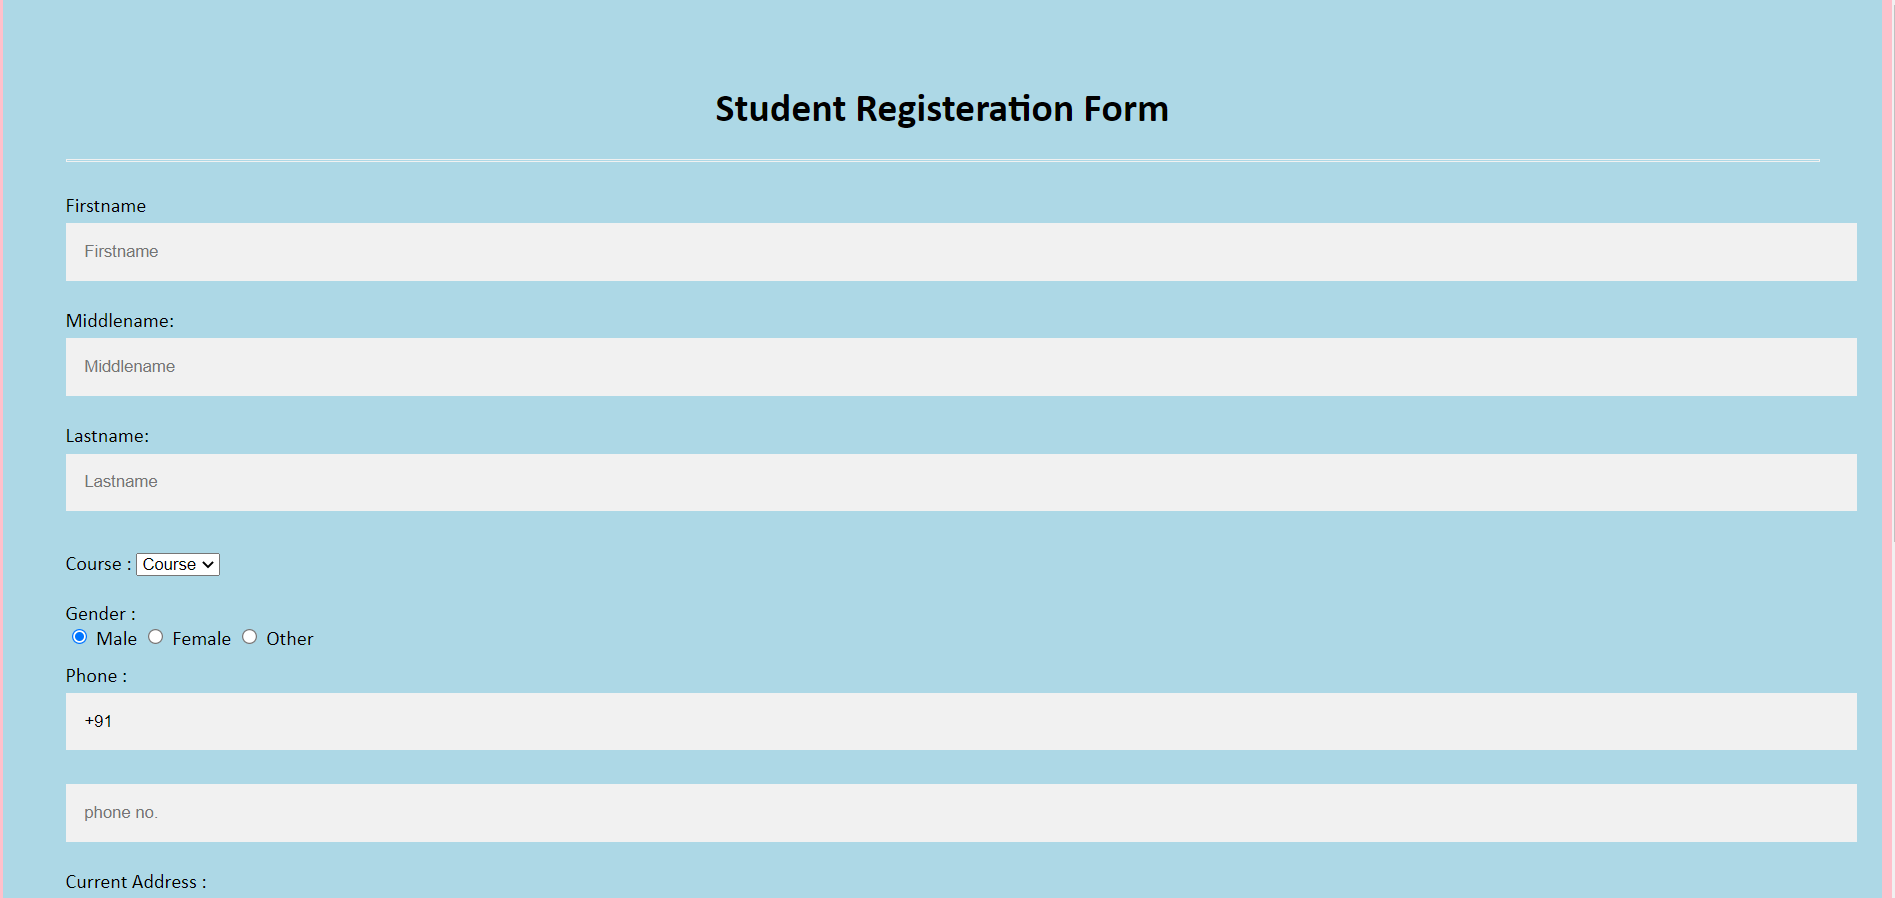 Student Registeration Form
Firstname
Firstname
Middlename:
Middlename
Lastname:
Lastname
Course : Course
Gender :
Male Female Other
Phone :
+91
phone no.
Current Address :